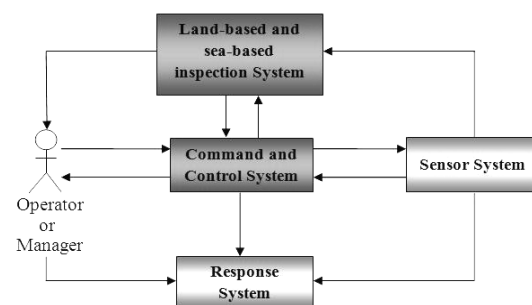 Land-based and
sea-based
inspection System
Command and
Control System
Sensor System
Operator
or
Manager
Response
System